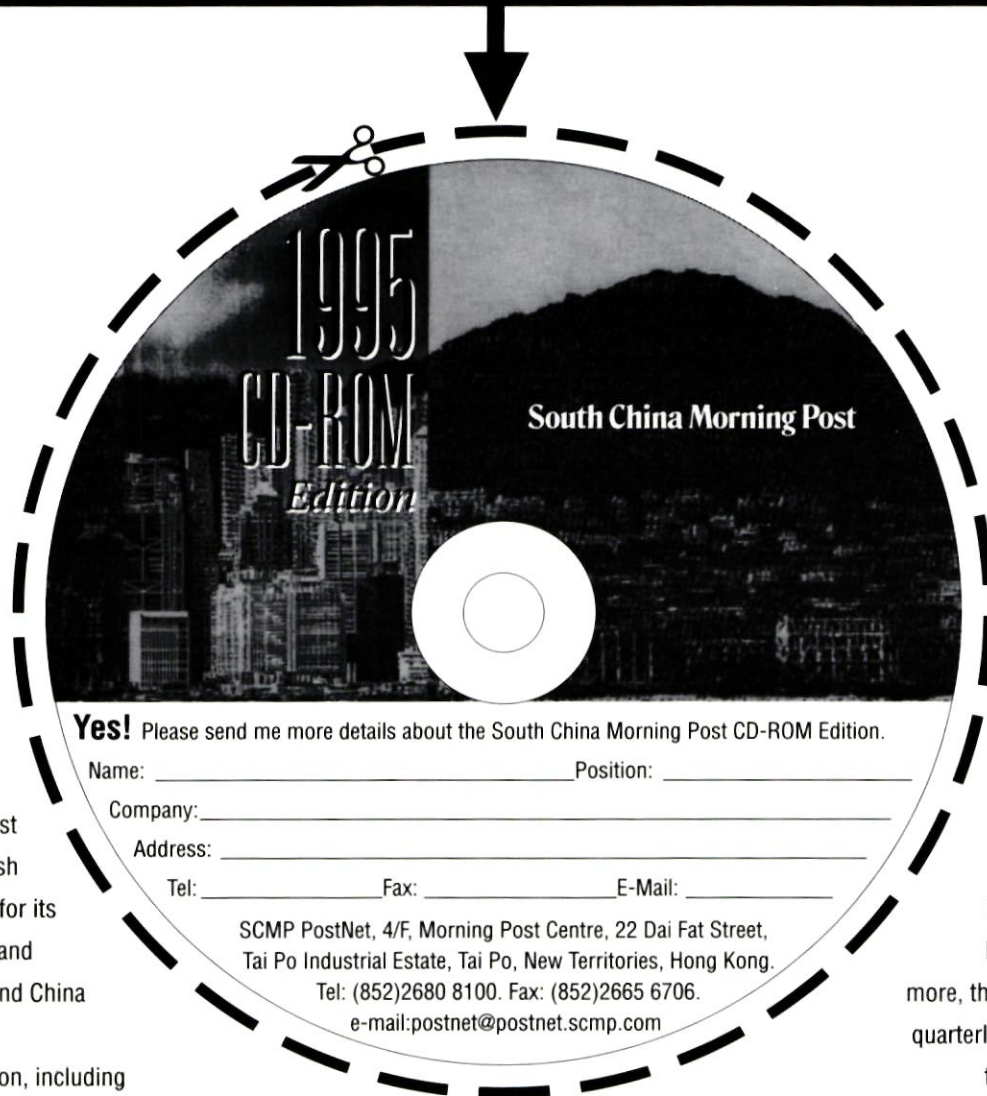 1995
CD-ROM
Edition
South China Morning Post
Yes! Please send me more details about the South China Morning Post CD-ROM Edition.
Name: Position:
Company:
Address:
Tel: Fax: E-Mail:
SCMP PostNet, 4/F, Morning Post Centre, 22 Dai Fat Street,
Tai Po Industrial Estate, Tai Po, New Territories, Hong Kong.
Tel: (852)2680 8100. Fax: (852)2665 6706.
e-mail:postnet@postnet.scmp.com
st
sh
for its
and
nd China
on, including
more, th
quarterl